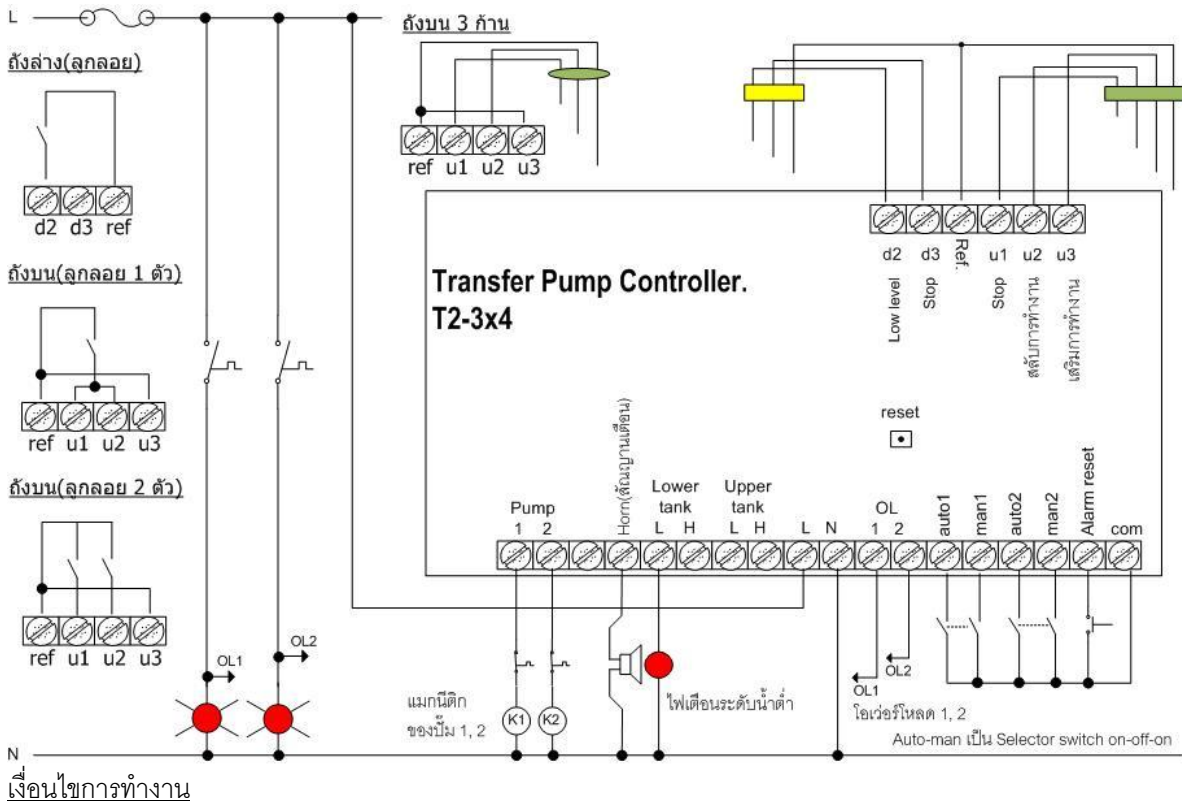 L
ถังบน 3 ก้าน
ถังล่าง(ลูกลอย)
ref u1 u2 u3
d2 d3 ref
d2 d3 Ref. u1 u2 u3
Low level
Stop
Stop
สลับการทำงาน
เสริมการทำงาน
ถังบน(ลูกลอย 1 ตัว)
Transfer Pump Controller.
T2-3x4
ref u1 u2 u3
reset
ถังบน(ลูกลอย 2 ตัว)
Pump
1 2
Horn(สัณญานเตือน)
Lower
tank
L H
Upper
tank
L H
L N
OL
1 2
auto1
man1
auto2
man2
Alarm reset
com
ref u1 u2 u3
OL1
OL2
แมกนีติก
ของปั๊ม 1, 2
K1
K2
ไฟเตือนระดับน้ำต่ำ
OL1
OL2
โอเว่อร์โหลด 1, 2
Auto-man เป็น Selector switch on-off-on
N
เงื่อนไขการทำงาน